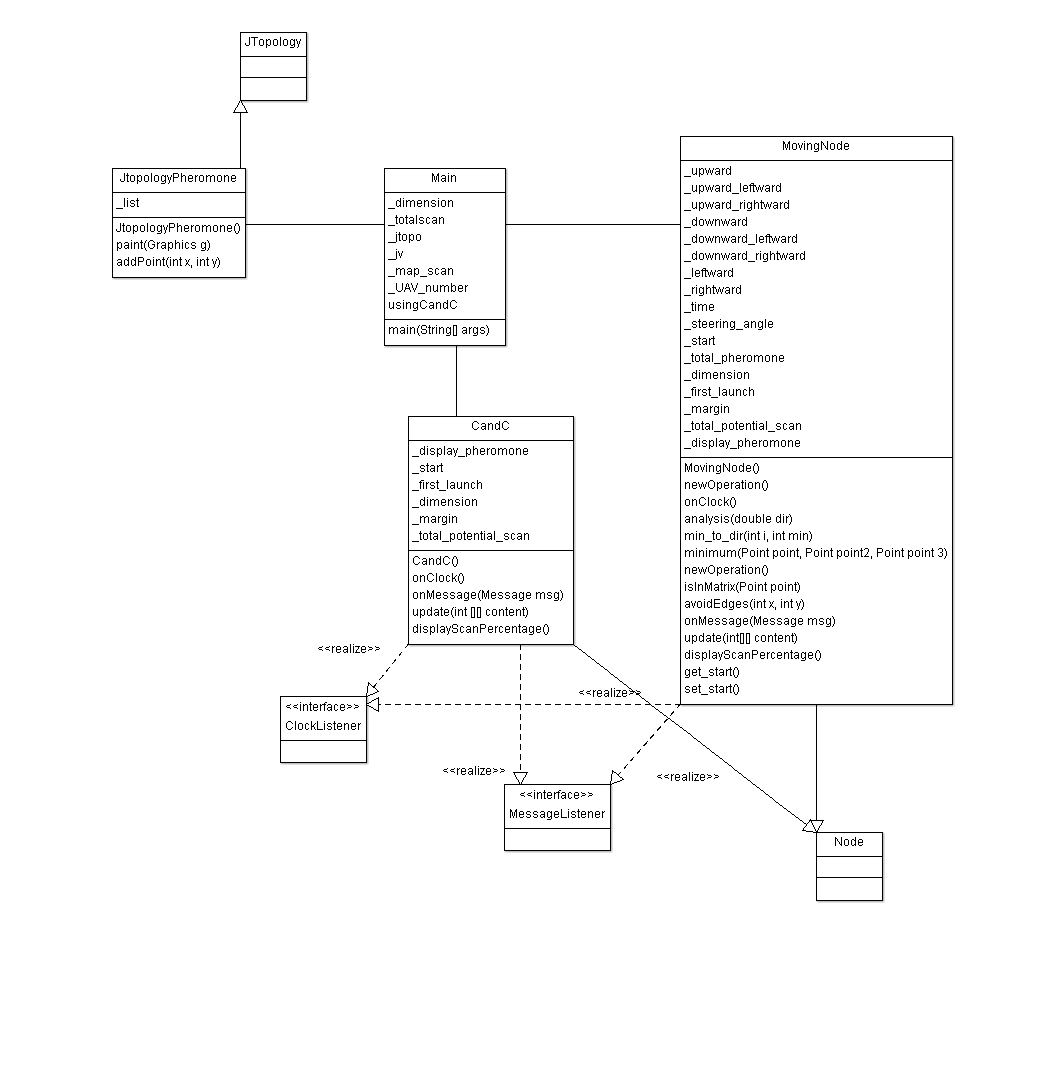 JTopology
JtopologyPheromone
_list
JtopologyPheromone()
paint(Graphics g)
addPoint(int x, int y)
Main
_dimension
_totalscan
_jtopo
_jv
_map_scan
_UAV_number
usingCandC
main(String[] args)
MovingNode
_upward
_upward_leftward
_upward_rightward
_downward
_downward_leftward
_downward_rightward
_leftward
_rightward
_time
_steering_angle
_start
_total_pheromone
_dimension
_first_launch
_margin
_total_potential_scan
_display_pheromone
MovingNode()
newOperation()
onClock()
analysis(double dir)
min_to_dir(int i, int min)
minimum(Point point, Point point2, Point point 3)
newOperation()
isInMatrix(Point point)
avoidEdges(int x, int y)
onMessage(Message msg)
update(int[][] content)
displayScanPercentage()
get_start()
set_start()
CandC
_display_pheromone
_start
_first_launch
_dimension
_margin
_total_potential_scan
CandC()
onClock()
onMessage(Message msg)
update(int [][] content)
displayScanPercentage()
<<realize>>
<<realize>>
<<interface>>
ClockListener
<<realize>>
<<realize>>
<<interface>>
MessageListener
Node